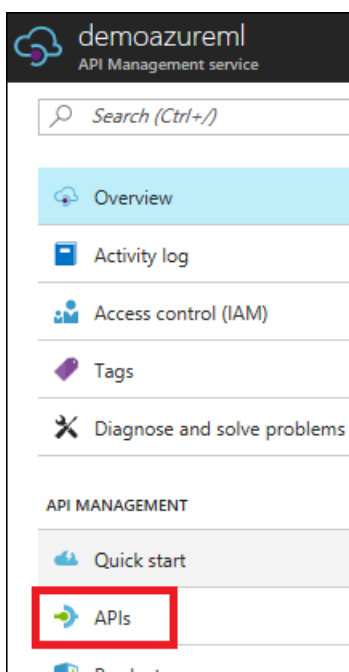 demoazureml
API Management service
Search (Ctrl+/)
Overview
Activity log
Access control (IAM)
Tags
Diagnose and solve problems
API MANAGEMENT
Quick start
APIs